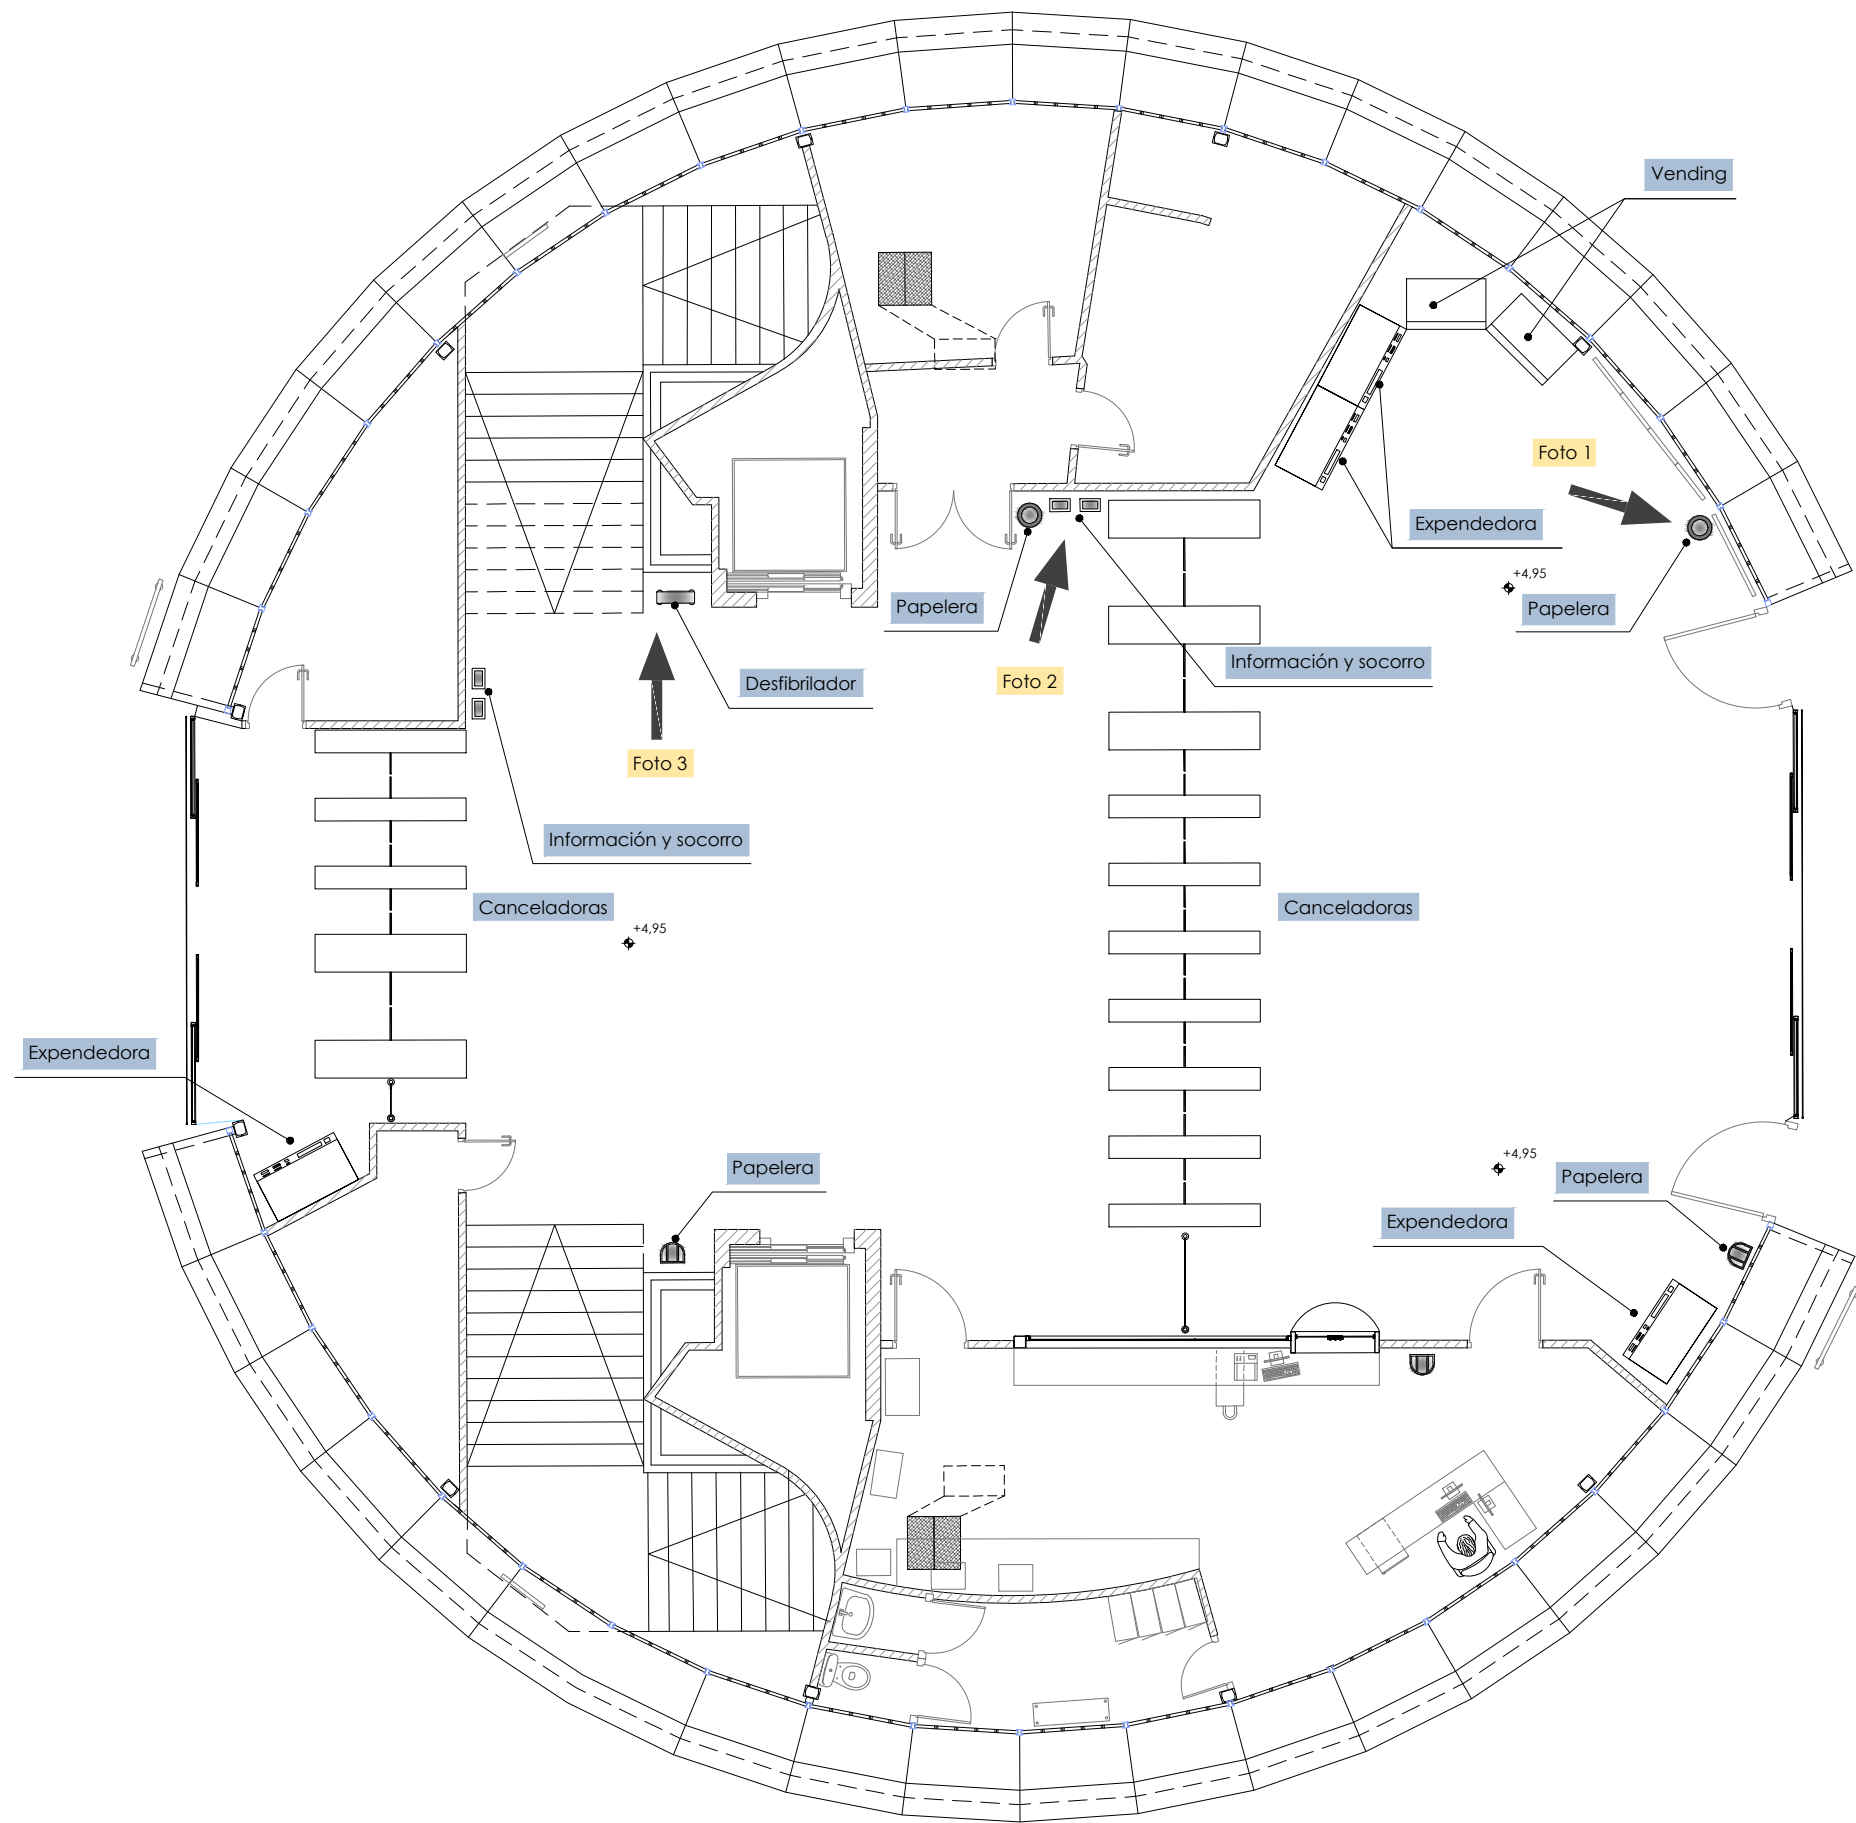 Vending
Foto 1
Expendedora
+4,95
Papelera
Papelera
Información y socorro
Foto 2
Desfibrilador
Foto 3
Información y socorro
Canceladoras
Canceladoras
+4,95
Expendedora
Papelera
+4,95
Papelera
Expendedora